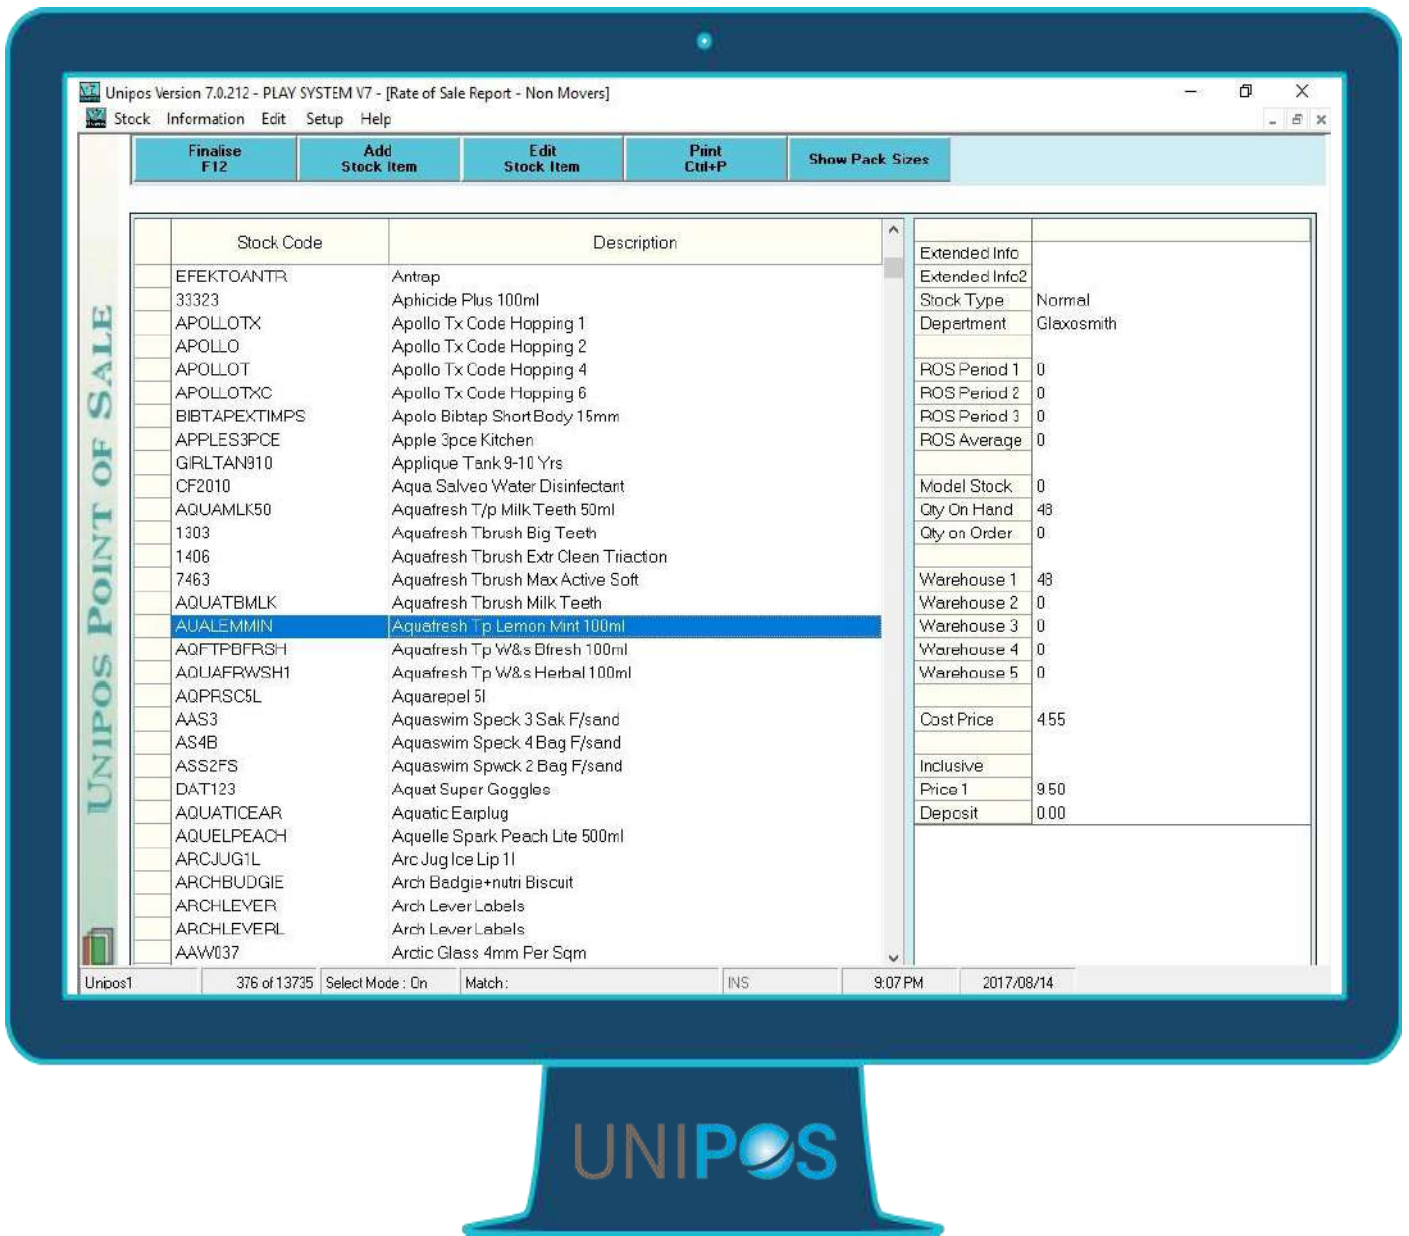 Unipos Version 7.0.212 - PLAY SYSTEM V7 - [Rate of Sale Report - Non Movers]
Stock Information Edit Setup Help
Finalise F12
Add Stock Item
Edit Stock Item
Print Ctrl+P
Show Pack Sizes
UNIPOS POINT OF SALE
Stock Code Description
EFEKTOANTR Antrap
33323 Aphicide Plus 100ml
APOLLOTX Apollo Tx Code Hopping 1
APOLLO Apollo Tx Code Hopping 2
APOLLOT Apollo Tx Code Hopping 4
APOLLOTXC Apollo Tx Code Hopping 6
BIBTAPEXTIMPS Apolo Bibtap Short Body 15mm
APPLES3PCE Apple 3pce Kitchen
GIRLTAN910 Applique Tank 9-10 Yrs
CF2010 Aqua Salveo Water Disinfectant
AQUAMLK50 Aquafresh T/p Milk Teeth 50ml
1303 Aquafresh Tbrush Big Teeth
1406 Aquafresh Tbrush Extr Clean Triaction
7463 Aquafresh Tbrush Max Active Soft
AQUATBMLK Aquafresh Tbrush Milk Teeth
AUALEMMIN Aquafresh Tp Lemon Mint 100ml
AQFTPBFRSH Aquafresh Tp W&s Bfresh 100ml
AQUAFRWSH1 Aquafresh Tp W&s Herbal 100ml
AQPRSC5L Aquarepel 5l
AAS3 Aquaswim Speck 3 Sak F/sand
AS4B Aquaswim Speck 4 Bag F/sand
ASS2FS Aquaswim Spwck 2 Bag F/sand
DAT123 Aquat Super Goggles
AQUATICEAR Aquatic Earplug
AQUELPEACH Aquelle Spark Peach Lite 500ml
ARCJUG1L Arc Jug Ice Lip 1l
ARCHBUDGIE Arch Badgie+nutri Biscuit
ARCHLEVER Arch Lever Labels
ARCHLEVERL Arch Lever Labels
AAW037 Arctic Glass 4mm Per Sqm
Extended Info
Extended Info2
Stock Type Normal
Department Glaxosmith
ROS Period 1 0
ROS Period 2 0
ROS Period 3 0
ROS Average 0
Model Stock 0
Qty On Hand 48
Qty on Order 0
Warehouse 1 48
Warehouse 2 0
Warehouse 3 0
Warehouse 4 0
Warehouse 5 0
Cost Price 4.55
Inclusive
Price 1 9.50
Deposit 0.00
Unipos1 376 of 13735 Select Mode : On Match : INS 9:07 PM 2017/08/14
UNIPOS